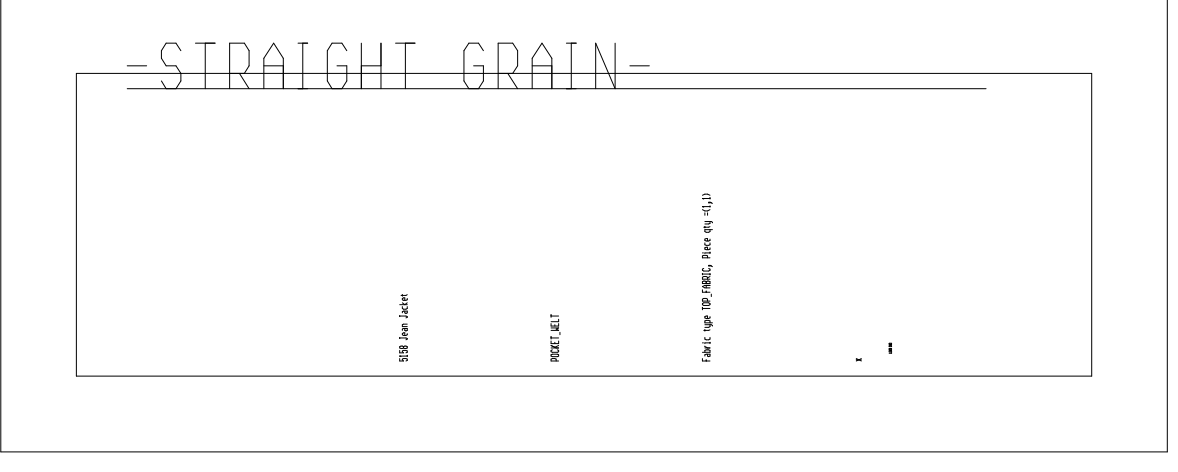 -STRAIGHT GRAIN-
5158 Jean Jacket
POCKET_WELT
Fabric type TOP_FABRIC, Piece qty =(1,1)